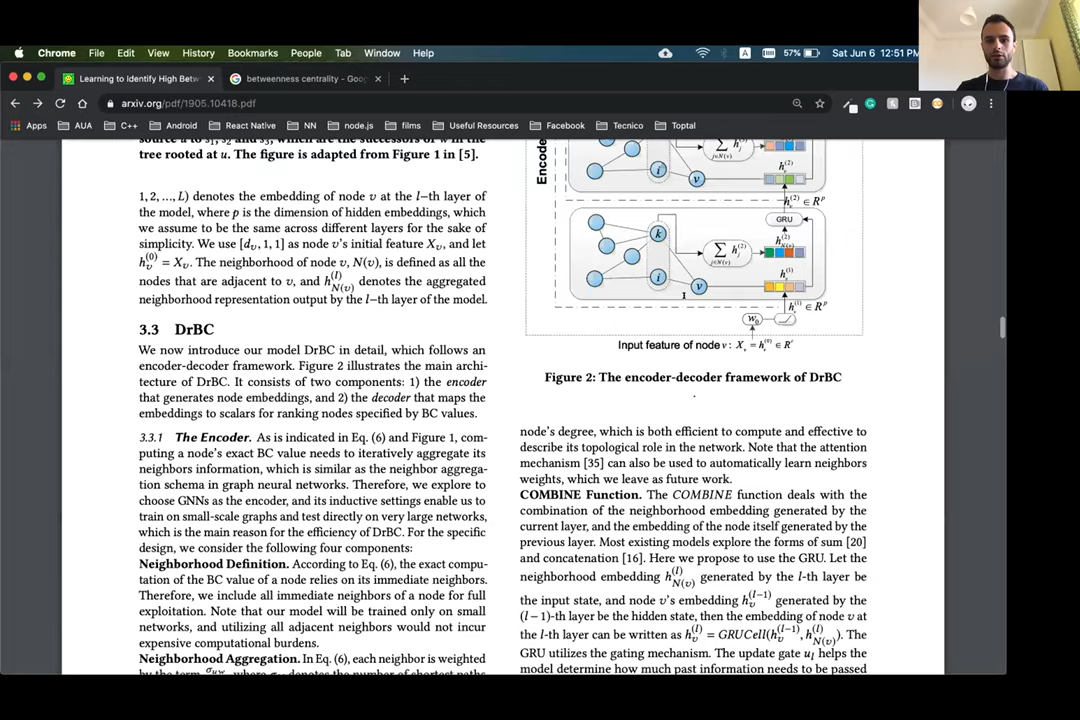 Chrome File Edit View History Bookmarks People Tab Window Help A 57% Sat Jun 6 12:51 PM
Learning to Identify High Betw × betweenness centrality - Goog × +
arxiv.org/pdf/1905.10418.pdf
Apps AUA C++ Android React Native NN node.js films Useful Resources Facebook Tecnico Toptal
tree rooted at u. The figure is adapted from Figure 1 in [5].
1, 2, ..., L) denotes the embedding of node v at the l−th layer of
the model, where p is the dimension of hidden embeddings, which
we assume to be the same across different layers for the sake of
simplicity. We use [d_v, 1, 1] as node v's initial feature X_v, and let
h_v^(0) = X_v. The neighborhood of node v, N(v), is defined as all the
nodes that are adjacent to v, and h_N(v)^(l) denotes the aggregated
neighborhood representation output by the l−th layer of the model.
3.3 DrBC
We now introduce our model DrBC in detail, which follows an
encoder-decoder framework. Figure 2 illustrates the main archi-
tecture of DrBC. It consists of two components: 1) the encoder
that generates node embeddings, and 2) the decoder that maps the
embeddings to scalars for ranking nodes specified by BC values.
3.3.1 The Encoder. As is indicated in Eq. (6) and Figure 1, com-
puting a node's exact BC value needs to iteratively aggregate its
neighbors information, which is similar as the neighbor aggrega-
tion schema in graph neural networks. Therefore, we explore to
choose GNNs as the encoder, and its inductive settings enable us to
train on small-scale graphs and test directly on very large networks,
which is the main reason for the efficiency of DrBC. For the specific
design, we consider the following four components:
Neighborhood Definition. According to Eq. (6), the exact compu-
tation of the BC value of a node relies on its immediate neighbors.
Therefore, we include all immediate neighbors of a node for full
exploitation. Note that our model will be trained only on small
networks, and utilizing all adjacent neighbors would not incur
expensive computational burdens.
Neighborhood Aggregation. In Eq. (6), each neighbor is weighted
Encode
i
v
h_v^(2)
h_v^(2) ∈ R^p
GRU
k
∑ h_j^(2)
j∈N(v)
h_N(v)^(2)
i
v
h_v^(1)
h_v^(1) ∈ R^p
W_0
Input feature of node v : X_v = h_v^(0) ∈ R^c
Figure 2: The encoder-decoder framework of DrBC
node's degree, which is both efficient to compute and effective to
describe its topological role in the network. Note that the attention
mechanism [35] can also be used to automatically learn neighbors
weights, which we leave as future work.
COMBINE Function. The COMBINE function deals with the
combination of the neighborhood embedding generated by the
current layer, and the embedding of the node itself generated by the
previous layer. Most existing models explore the forms of sum [20]
and concatenation [16]. Here we propose to use the GRU. Let the
neighborhood embedding h_N(v)^(l) generated by the l-th layer be
the input state, and node v's embedding h_v^(l−1) generated by the
(l − 1)-th layer be the hidden state, then the embedding of node v at
the l-th layer can be written as h_v^(l) = GRUCell(h_v^(l−1), h_N(v)^(l)). The
GRU utilizes the gating mechanism. The update gate u_l helps the
model determine how much past information needs to be passed